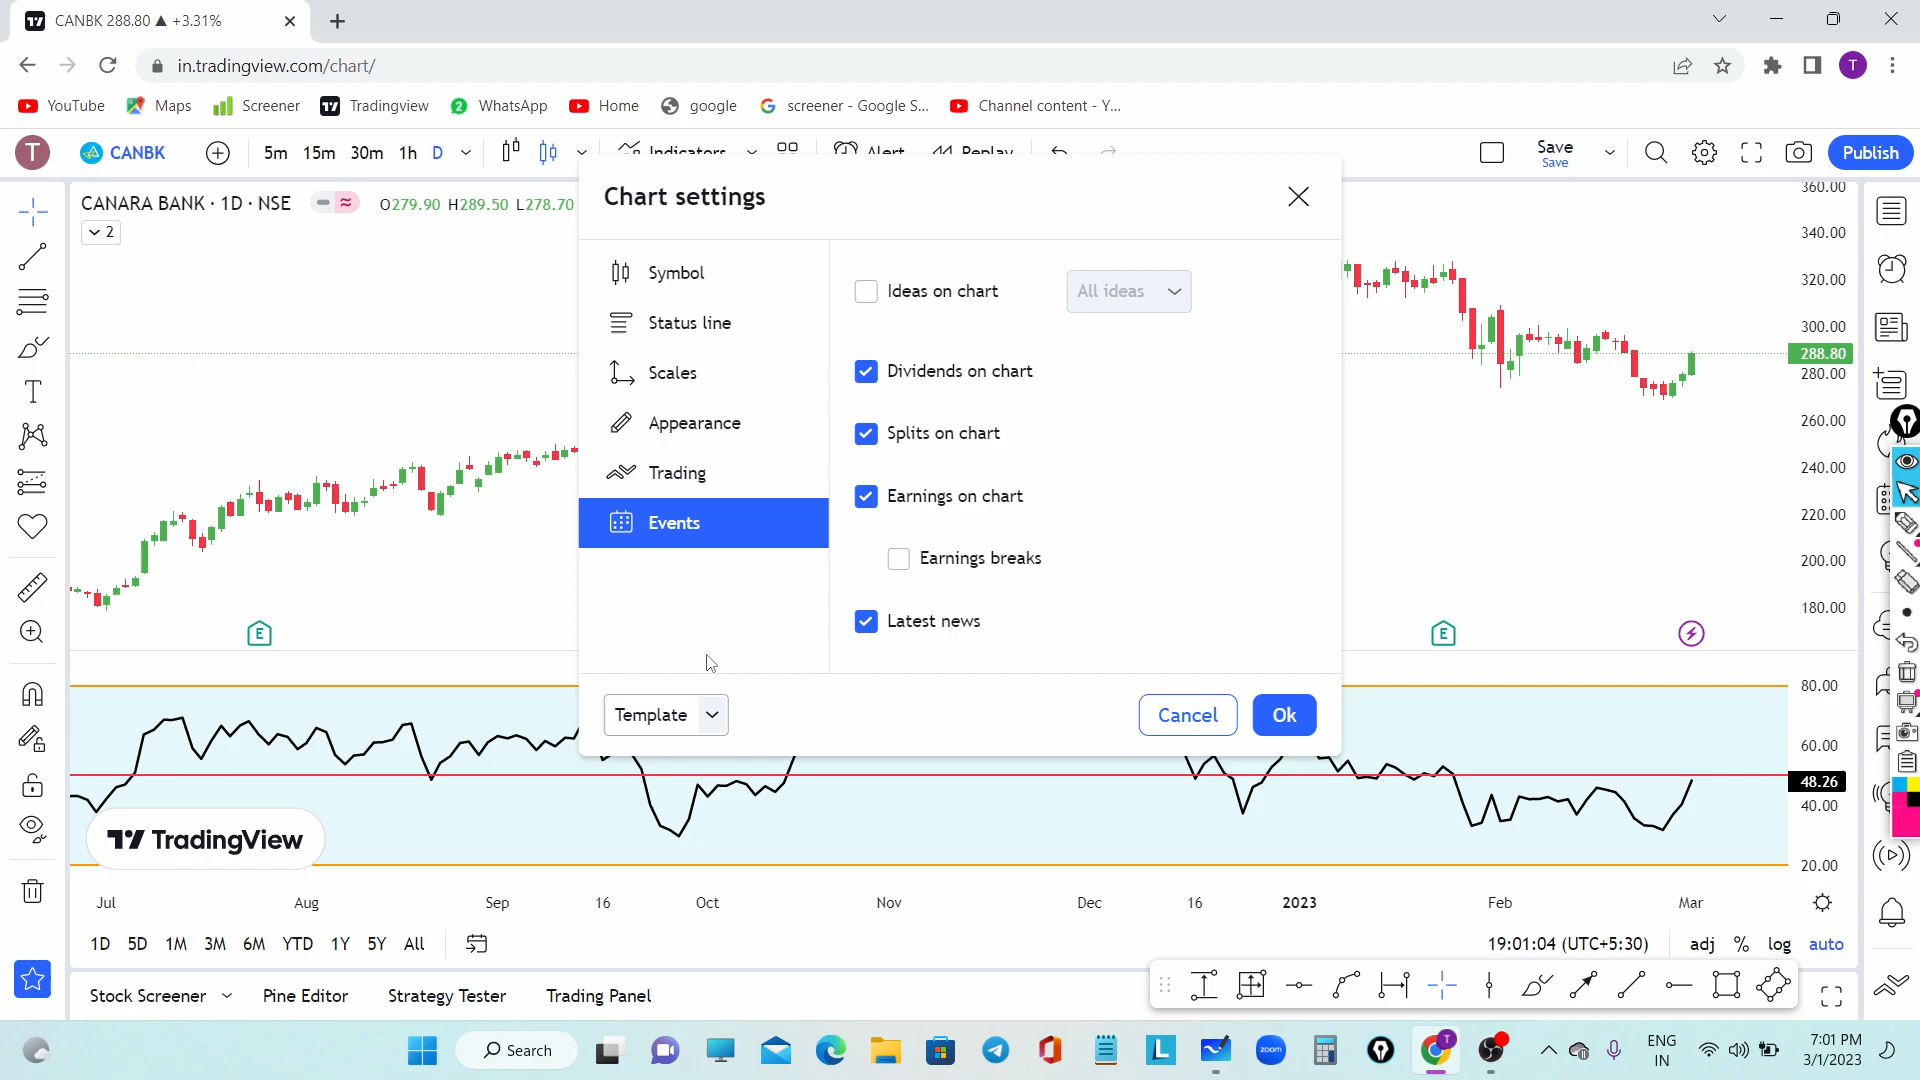 CANBK 288.80 ▲ +3.31%
in.tradingview.com/chart/
T
YouTube Maps Screener Tradingview 2 WhatsApp Home google screener - Google S... Channel content - Y...
T CANBK 5m 15m 30m 1h D Indicators Alert Replay Save Save Publish
CANARA BANK · 1D · NSE O279.90 H289.50 L278.70
2
Chart settings
Symbol
Status line
Scales
Appearance
Trading
Events
Ideas on chart All ideas
Dividends on chart
Splits on chart
Earnings on chart
Earnings breaks
Latest news
Template Cancel Ok
360.00
340.00
320.00
300.00
288.80
280.00
260.00
240.00
220.00
200.00
180.00
E E
80.00
60.00
48.26
40.00
20.00
TradingView
Jul Aug Sep 16 Oct Nov Dec 16 2023 Feb Mar
1D 5D 1M 3M 6M YTD 1Y 5Y All 19:01:04 (UTC+5:30) adj % log auto
Stock Screener Pine Editor Strategy Tester Trading Panel
Search L zoom T ENG
IN
7:01 PM
3/1/2023